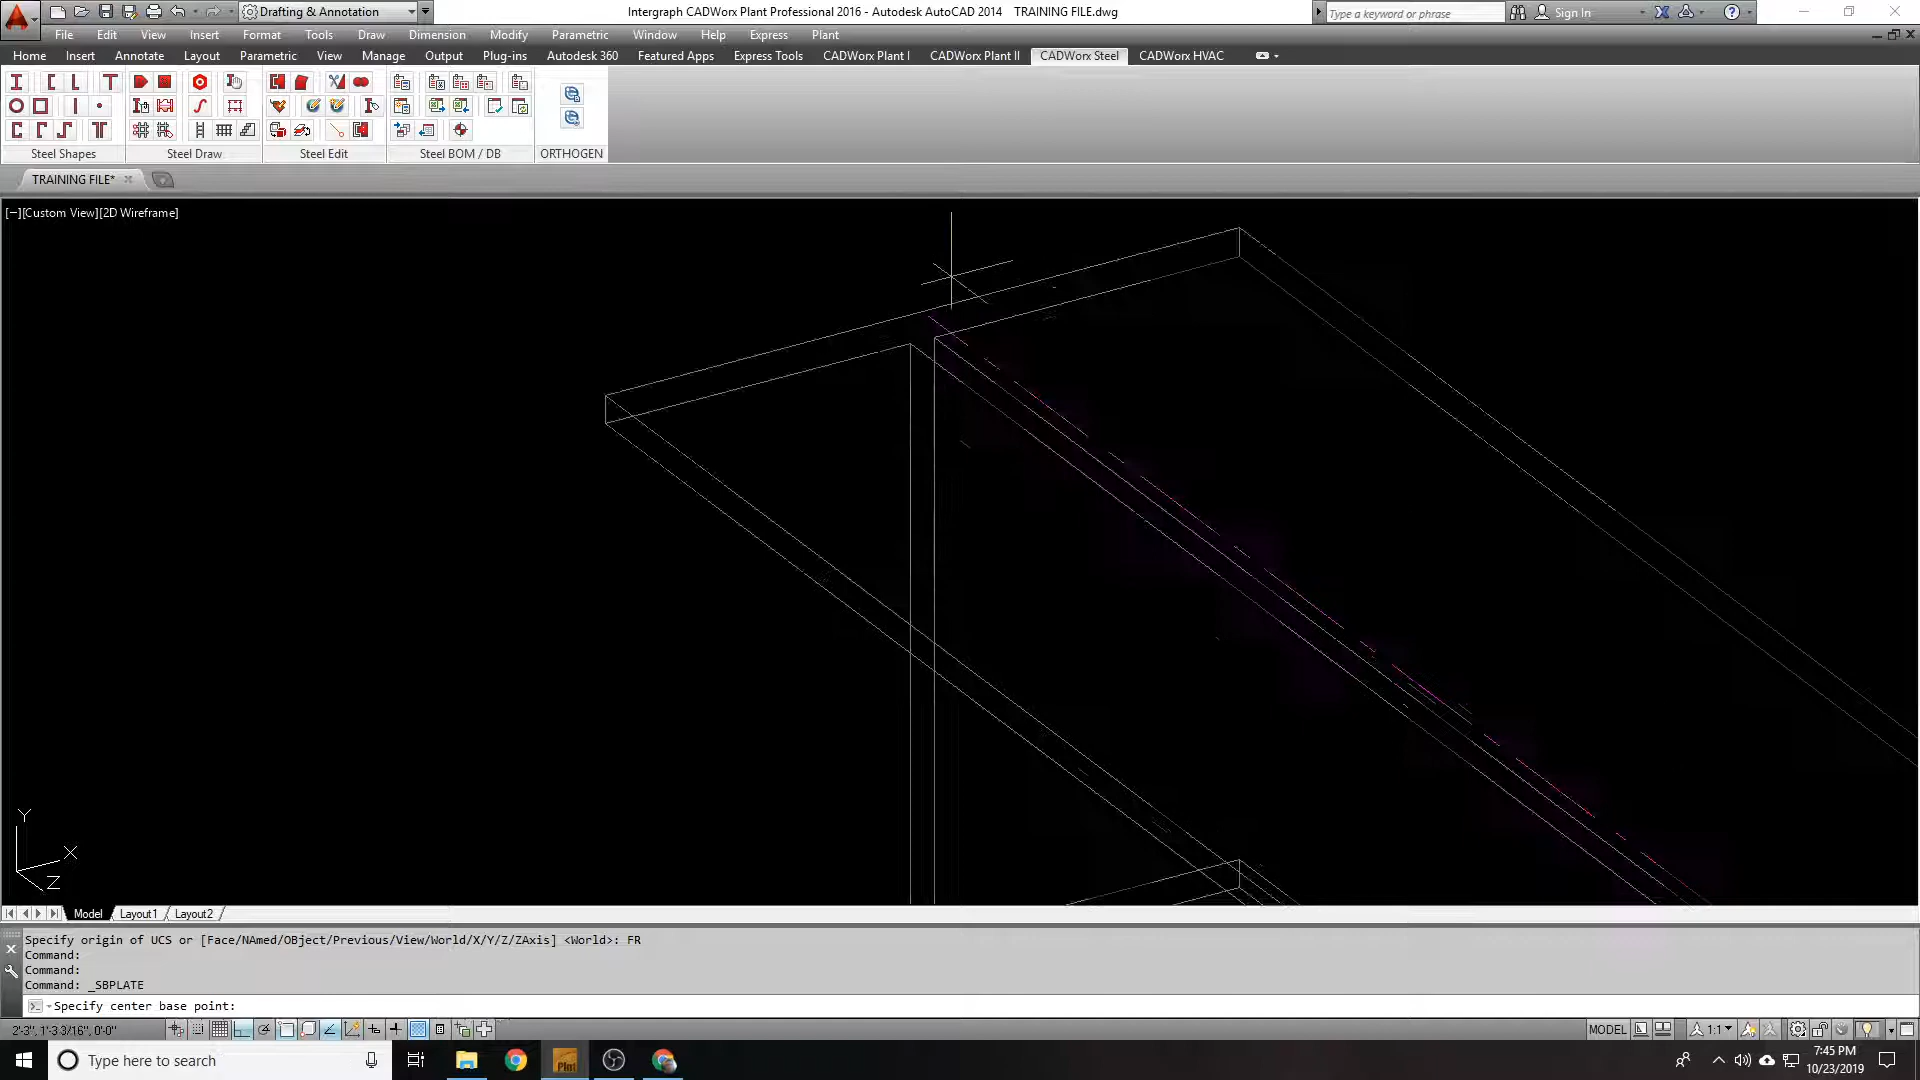 Drafting & Annotation
Intergraph CADWorx Plant Professional 2016 - Autodesk AutoCAD 2014 TRAINING FILE.dwg
Type a keyword or phrase
Sign In
File Edit View Insert Format Tools Draw Dimension Modify Parametric Window Help Express Plant
Home Insert Annotate Layout Parametric View Manage Output Plug-ins Autodesk 360 Featured Apps Express Tools CADWorx Plant I CADWorx Plant II CADWorx Steel CADWorx HVAC
Steel Shapes Steel Draw Steel Edit Steel BOM / DB ORTHOGEN
TRAINING FILE*
[−][Custom View][2D Wireframe]
Y
X
Z
Model Layout1 Layout2
Specify origin of UCS or [Face/NAmed/OBject/Previous/View/World/X/Y/Z/ZAxis] <World>: FR
Command:
Command:
Command: _SBPLATE
Specify center base point:
2'-3", 1'-3 3/16", 0'-0"
MODEL
1:1
Type here to search
Plnt
7:45 PM
10/23/2019